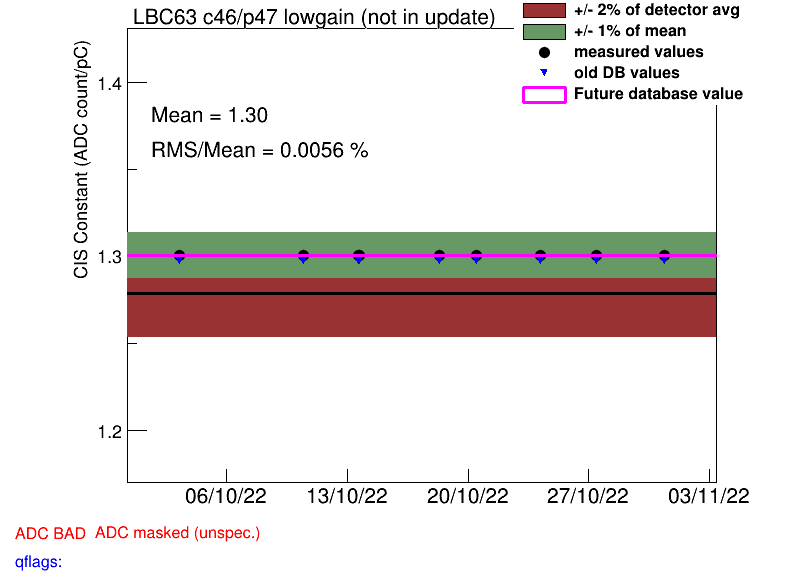 LBC63 c46/p47 lowgain (not in update)
+/- 2% of detector avg
+/- 1% of mean
measured values
old DB values
Future database value
CIS Constant (ADC count/pC)
1.4
Mean = 1.30
RMS/Mean = 0.0056 %
1.3
1.2
06/10/22 13/10/22 20/10/22 27/10/22 03/11/22
ADC BAD ADC masked (unspec.)
qflags: